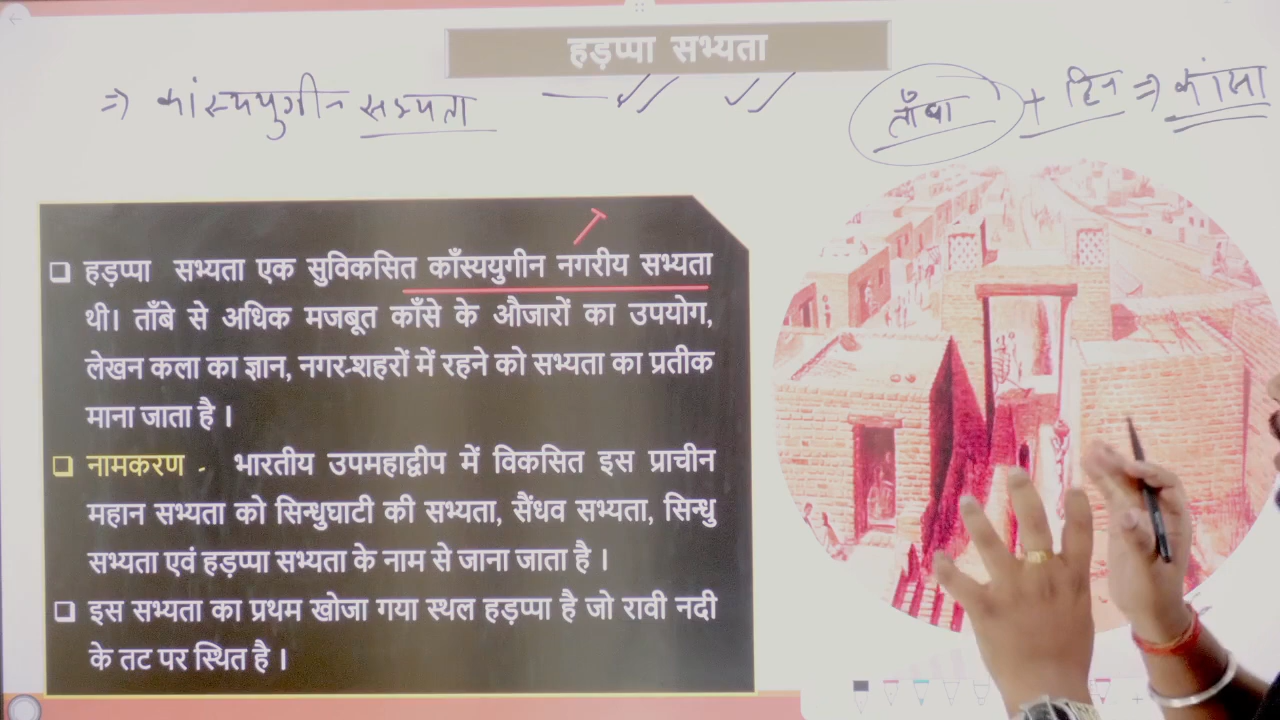 हड़प्पा सभ्यता
⇒ कांस्ययुगीन सभ्यता
ताँबा + टिन ⇒ कांसा
❑ हड़प्पा सभ्यता एक सुविकसित काँस्ययुगीन नगरीय सभ्यता
थी। ताँबे से अधिक मजबूत काँसे के औजारों का उपयोग,
लेखन कला का ज्ञान, नगर-शहरों में रहने को सभ्यता का प्रतीक
माना जाता है ।
❑ नामकरण - भारतीय उपमहाद्वीप में विकसित इस प्राचीन
महान सभ्यता को सिन्धुघाटी की सभ्यता, सैंधव सभ्यता, सिन्धु
सभ्यता एवं हड़प्पा सभ्यता के नाम से जाना जाता है ।
❑ इस सभ्यता का प्रथम खोजा गया स्थल हड़प्पा है जो रावी नदी
के तट पर स्थित है ।